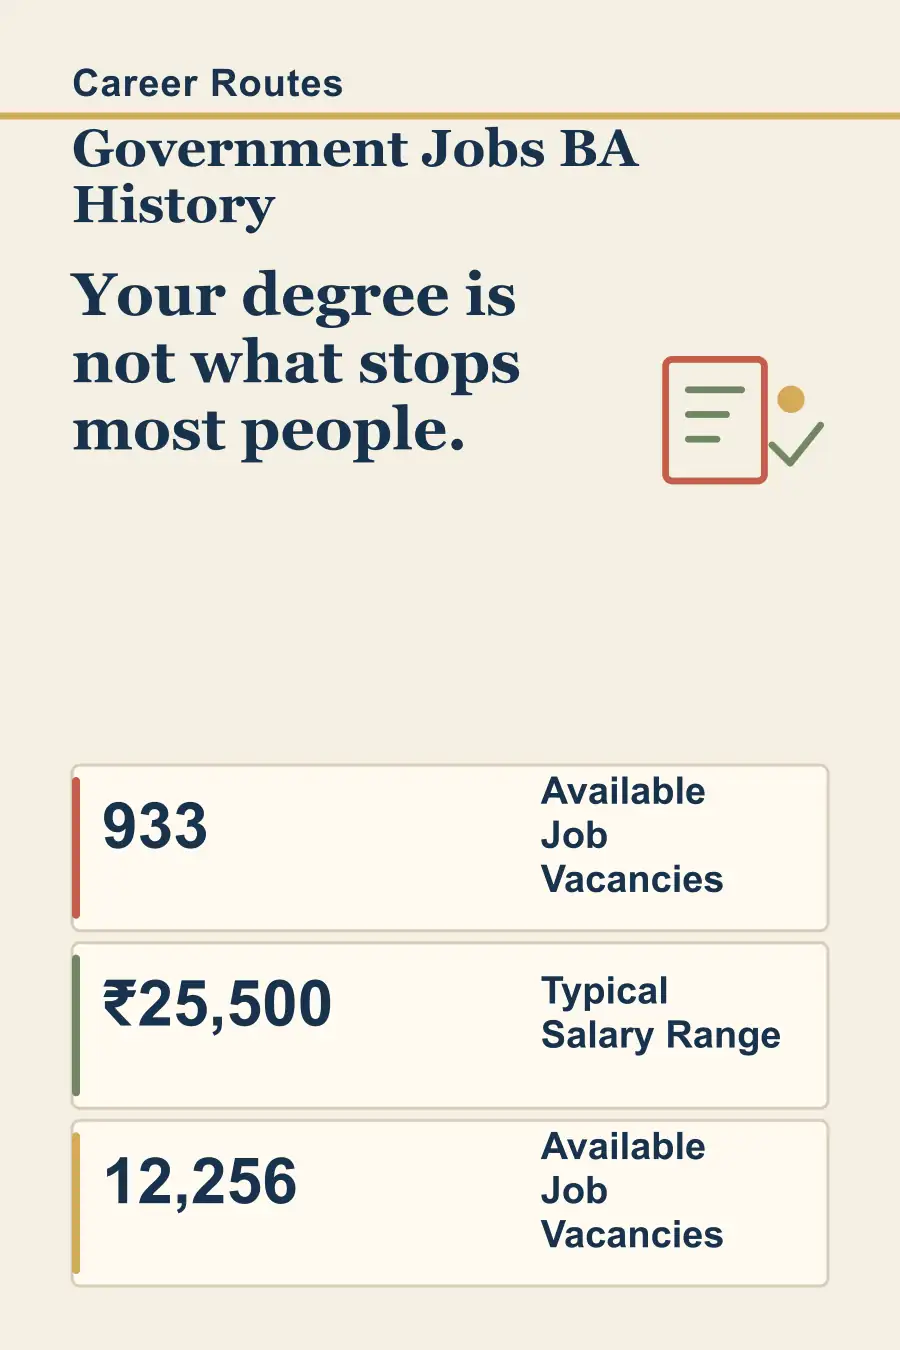 Career Routes
Government Jobs BA
History
Your degree is
not what stops
most people.
933
Available
Job
Vacancies
₹25,500
Typical
Salary Range
12,256
Available
Job
Vacancies